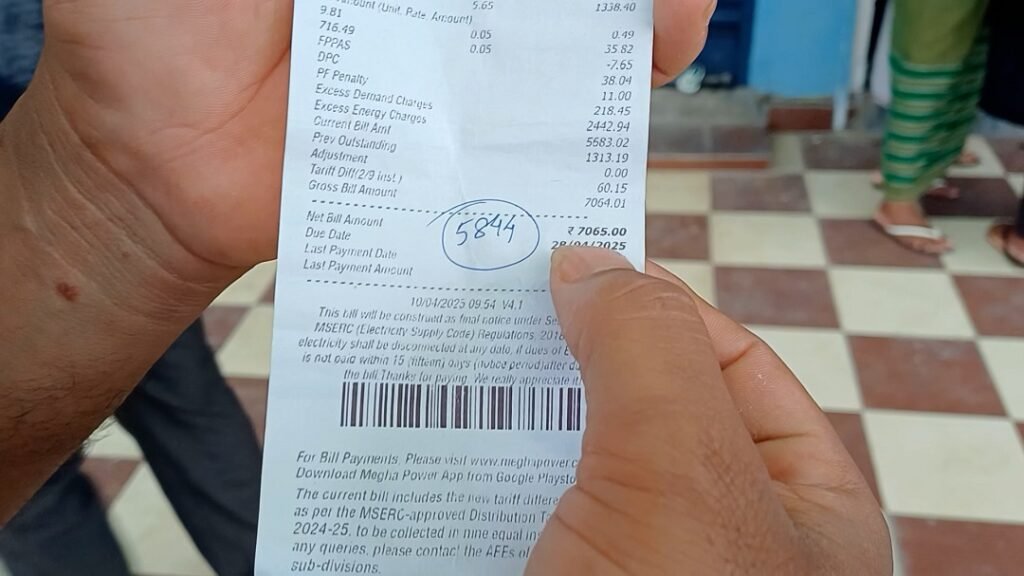 (Unit, Rate, Amount) 5.65 1338.40
9.81 0.05 0.49
716.49 0.05 35.82
FPPAS -7.65
DPC 38.04
PF Penalty 11.00
Excess Demand Charges 218.45
Excess Energy Charges 2442.94
Current Bill Amt 5583.02
Prev Outstanding 1313.19
Adjustment 0.00
Tariff Diff(2/9 inst.) 60.15
Gross Bill Amount 7064.01
Net Bill Amount ₹ 7065.00
Due Date 28/04/2025
Last Payment Date
Last Payment Amount
5844
10/04/2025 09:54 V4.1
This bill will be construed as final notice under
MSERC (Electricity Supply Code) Regulations, 2018
electricity shall be disconnected at any date, if dues of
is not paid within 15 (fifteen) days (notice period)after
the bill.Thanks for paying. We really appreciate it
For Bill Payments, Please visit www.meghapower.c
Download Megha Power App from Google Playsto
The current bill includes the new tariff differe
as per the MSERC-approved Distribution T
2024-25, to be collected in nine equal ins
any queries, please contact the AEEs of
sub-divisions.